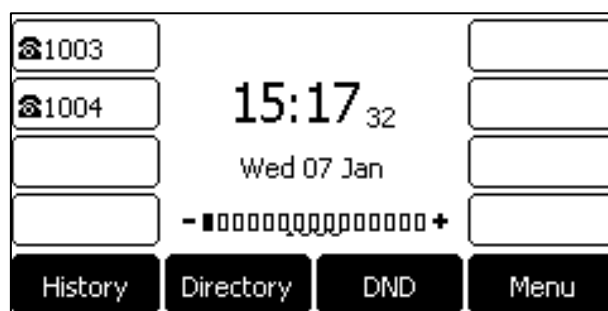 ☎1003
☎1004
15:17 32
Wed 07 Jan
- +
History Directory DND Menu